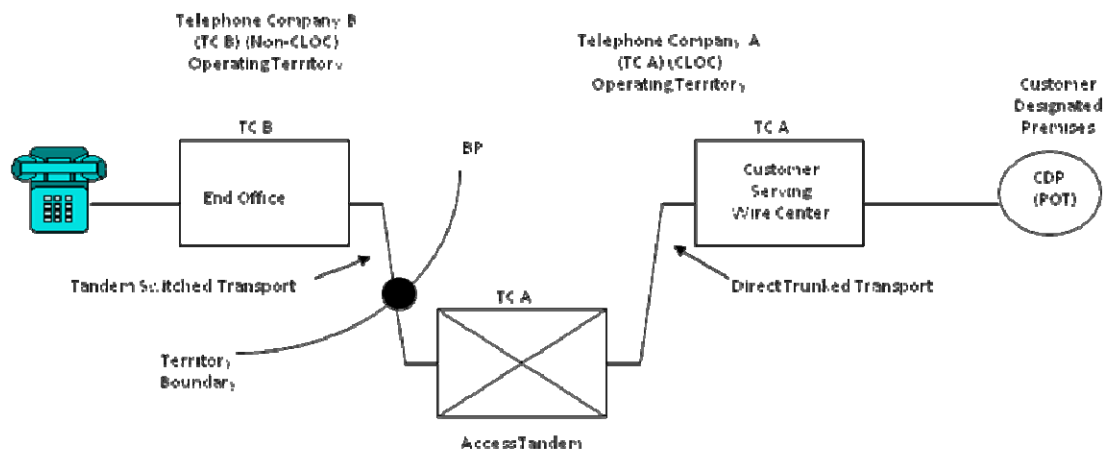 Telephone Company B
(TC B) (Non-CLOC)
Operating Territory
Telephone Company A
(TC A) (CLOC)
Operating Territory
Customer
Designated
Premises
TC B
BP
TC A
End Office
Customer
Serving
Wire Center
CDP
(POT)
Tandem Switched Transport
TC A
Direct Trunked Transport
Territory
Boundary
Access Tandem